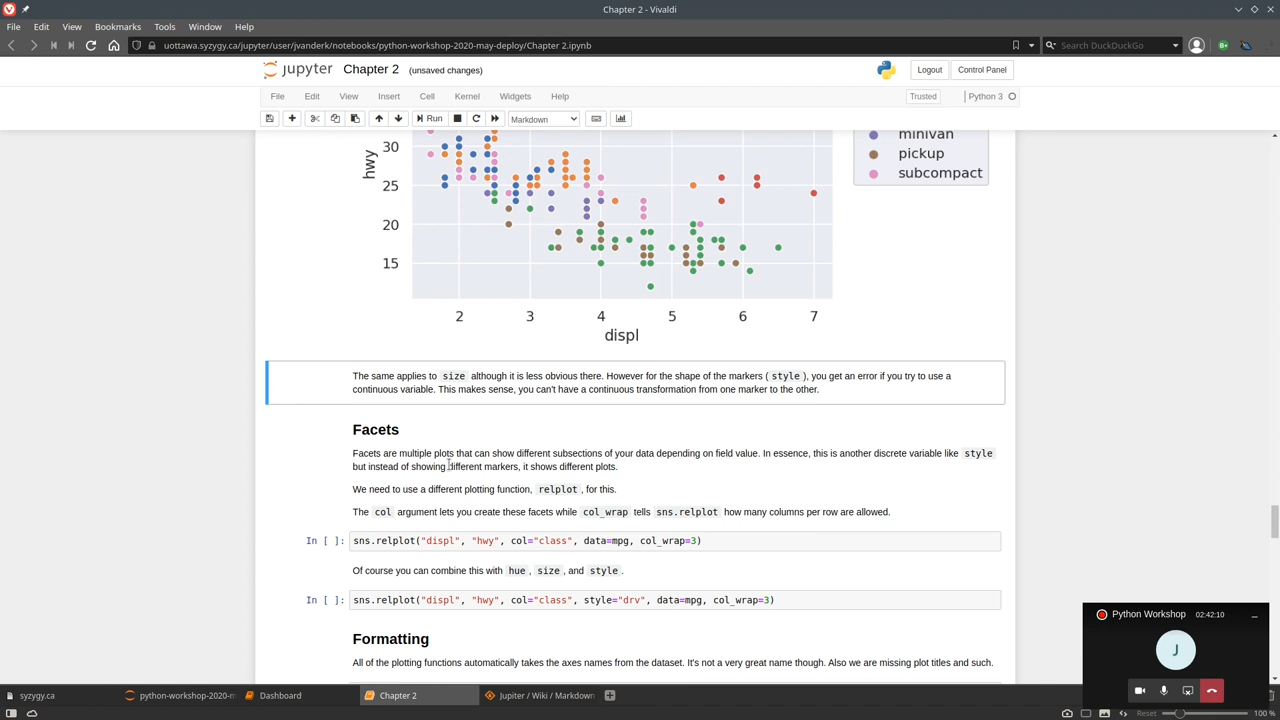 Chapter 2 - Vivaldi
File Edit View Bookmarks Tools Window Help
uottawa.syzygy.ca/jupyter/user/jvanderk/notebooks/python-workshop-2020-may-deploy/Chapter 2.ipynb
Search DuckDuckGo
jupyter Chapter 2 (unsaved changes)
Logout Control Panel
File Edit View Insert Cell Kernel Widgets Help
Trusted Python 3
Run Markdown
minivan
pickup
subcompact
hwy
30
25
20
15
2 3 4 5 6 7
displ
The same applies to size although it is less obvious there. However for the shape of the markers ( style ), you get an error if you try to use a
continuous variable. This makes sense, you can't have a continuous transformation from one marker to the other.
Facets
Facets are multiple plots that can show different subsections of your data depending on field value. In essence, this is another discrete variable like style
but instead of showing different markers, it shows different plots.
We need to use a different plotting function, relplot , for this.
The col argument lets you create these facets while col_wrap tells sns.relplot how many columns per row are allowed.
In [ ]: sns.relplot("displ", "hwy", col="class", data=mpg, col_wrap=3)
Of course you can combine this with hue , size , and style .
In [ ]: sns.relplot("displ", "hwy", col="class", style="drv", data=mpg, col_wrap=3)
Formatting
All of the plotting functions automatically takes the axes names from the dataset. It's not a very great name though. Also we are missing plot titles and such.
Python Workshop 02:42:10
J
syzygy.ca
python-workshop-2020-m
Dashboard
Chapter 2
Jupiter / Wiki / Markdown
Reset 100 %